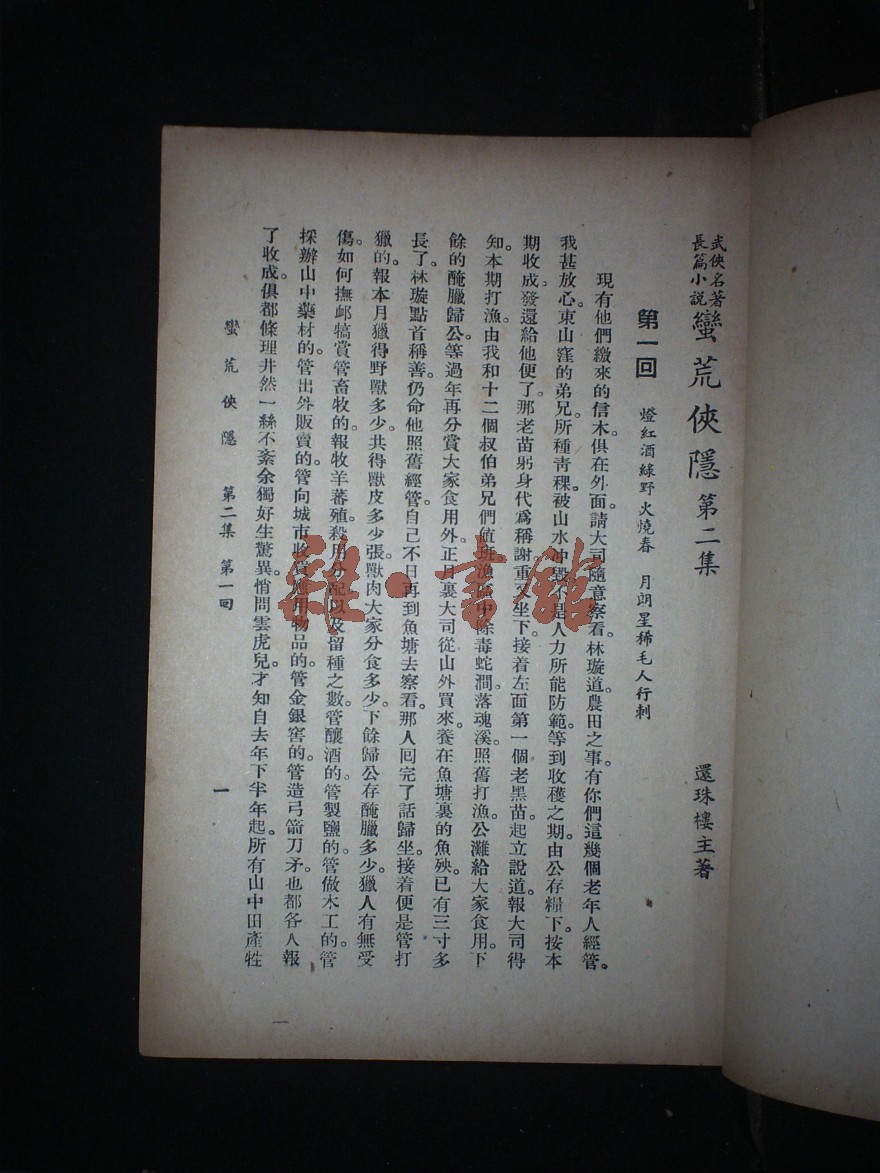 武俠名著
長篇小說
蠻荒俠隱 第二集 還珠樓主著
第一回 燈紅酒綠野火燒春 月朗星稀毛人行刺
現有他們繳來的信木。俱在外面。請大司隨意察看。林璇道。農田之事。有你們這幾個老年人經管。
我甚放心。東山窪的弟兄。所種靑稞。被山水冲毀。不是人力所能防範。等到收穫之期。由公存糧下。按本
期收成。發還給他便了。那老苗躬身代爲稱謝。重坐下。接着左面第一個老黑苗。起立說道。報大司得
知。本期打漁。由我和十二個叔伯弟兄們値班。漁區中除毒蛇澗。落魂溪。照舊打漁。公灘給大家食用。下
餘的醃臘歸公。等過年再分賞大家食用外。正月裏大司從山外買來。養在魚塘裏的魚殃。已有三寸多
長了。林璇點首稱善。仍命他照舊經管。自己不日再到魚塘去察看。那人囘完了話歸坐。接着便是管打
獵的。報本月獵得野獸多少。共得獸皮多少張。獸肉大家分食多少。下餘歸公存醃臘多少。獵人有無受
傷。如何撫邺犒賞。管畜牧的。報牧羊蕃殖。殺用分配。以及留種之數。管釀酒的。管製鹽的。管做木工的。管
採辦山中藥材的。管出外販賣的。管向城市收買應用物品的。管金銀窖的。管造弓箭刀矛。也都各人報
了收成。俱都條理井然。一絲不紊。余獨好生驚異。悄問雲虎兒。才知自去年下半年起。所有山中田產牲
蠻荒俠隱 第二集 第一囘
一
雜·書館